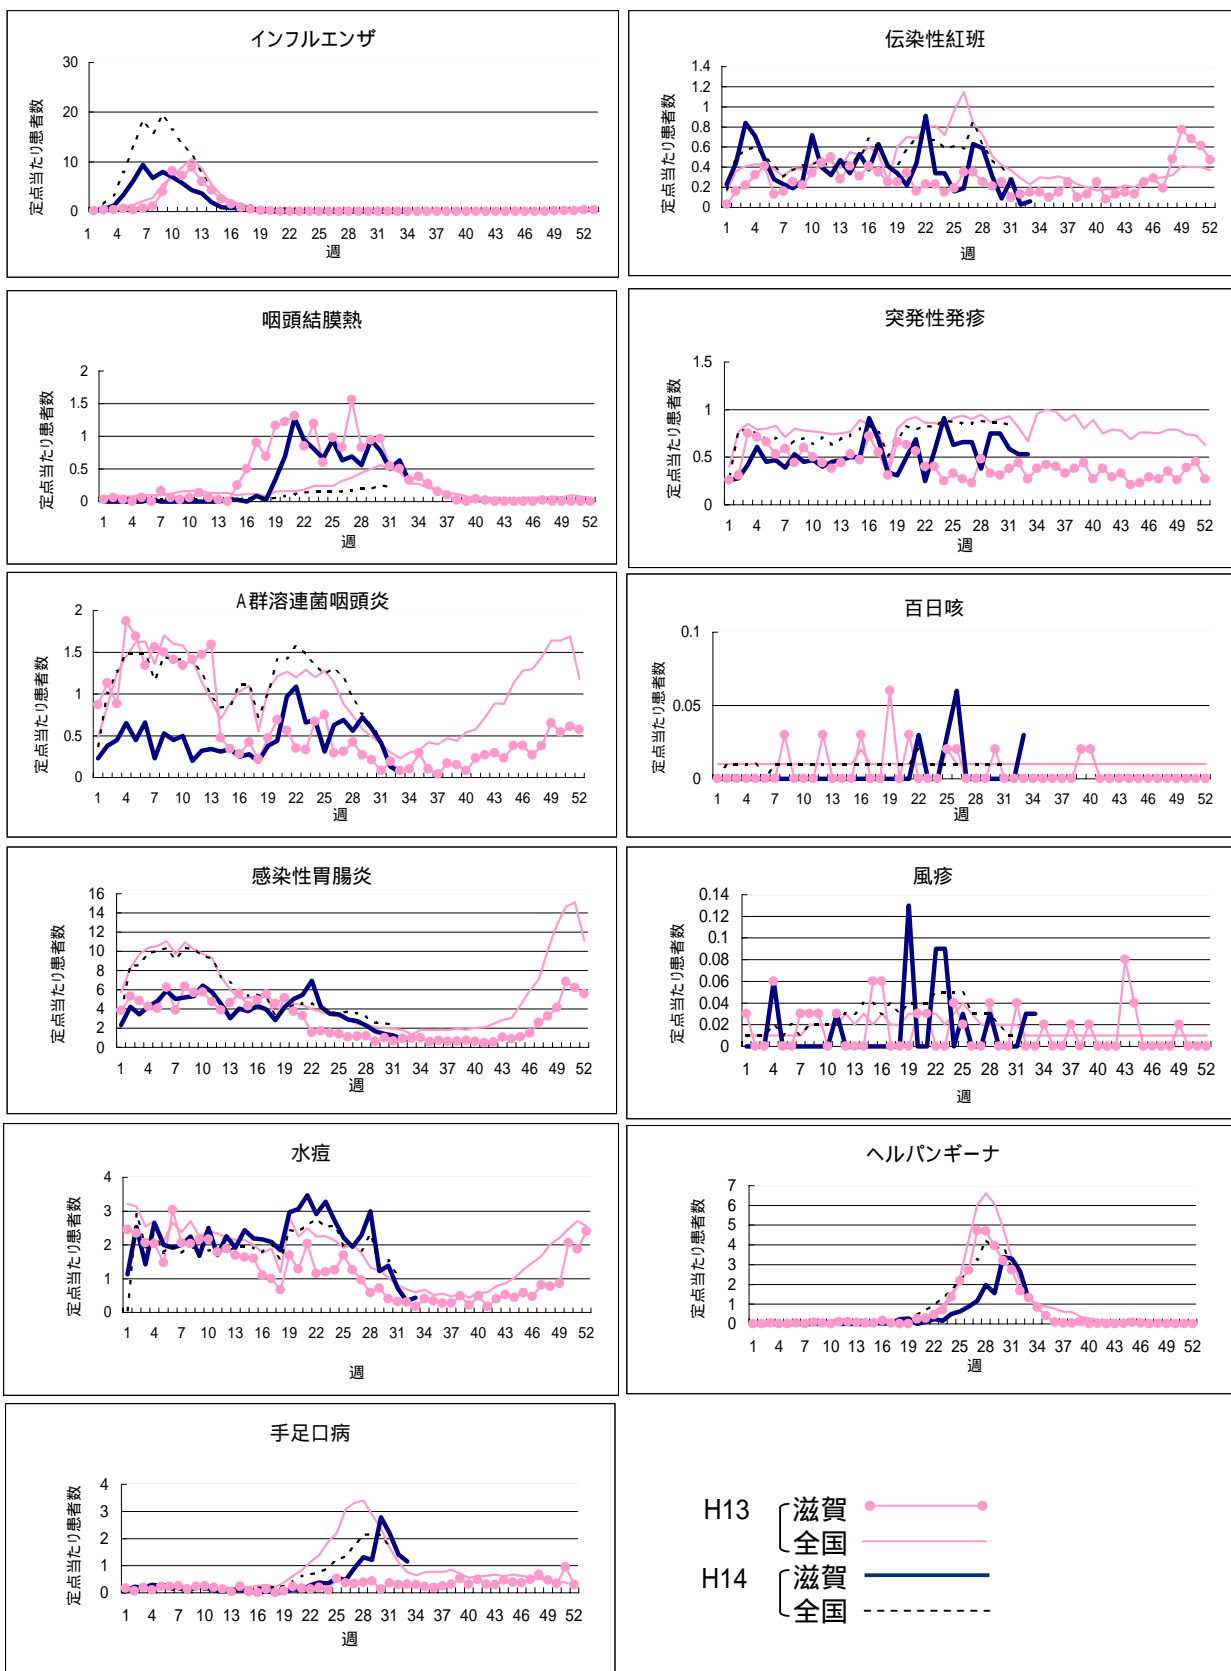 インフルエンザ
定点当たり患者数
30
20
10
0
1 4 7 10 13 16 19 22 25 28 31 34 37 40 43 46 49 52
週
伝染性紅斑
定点当たり患者数
1.4
1.2
1
0.8
0.6
0.4
0.2
0
1 4 7 10 13 16 19 22 25 28 31 34 37 40 43 46 49 52
週
咽頭結膜熱
定点当たり患者数
2
1.5
1
0.5
0
1 4 7 10 13 16 19 22 25 28 31 34 37 40 43 46 49 52
週
突発性発疹
定点当たり患者数
1.5
1
0.5
0
1 4 7 10 13 16 19 22 25 28 31 34 37 40 43 46 49 52
週
A群溶連菌咽頭炎
定点当たり患者数
2
1.5
1
0.5
0
1 4 7 10 13 16 19 22 25 28 31 34 37 40 43 46 49 52
週
百日咳
定点当たり患者数
0.1
0.05
0
1 4 7 10 13 16 19 22 25 28 31 34 37 40 43 46 49 52
週
感染性胃腸炎
定点当たり患者数
16
14
12
10
8
6
4
2
0
1 4 7 10 13 16 19 22 25 28 31 34 37 40 43 46 49 52
週
風疹
定点当たり患者数
0.14
0.12
0.1
0.08
0.06
0.04
0.02
0
1 4 7 10 13 16 19 22 25 28 31 34 37 40 43 46 49 52
週
水痘
定点当たり患者数
4
3
2
1
0
1 4 7 10 13 16 19 22 25 28 31 34 37 40 43 46 49 52
週
ヘルパンギーナ
定点当たり患者数
7
6
5
4
3
2
1
0
1 4 7 10 13 16 19 22 25 28 31 34 37 40 43 46 49 52
週
手足口病
定点当たり患者数
4
3
2
1
0
1 4 7 10 13 16 19 22 25 28 31 34 37 40 43 46 49 52
週
H13 滋賀
全国
H14 滋賀
全国